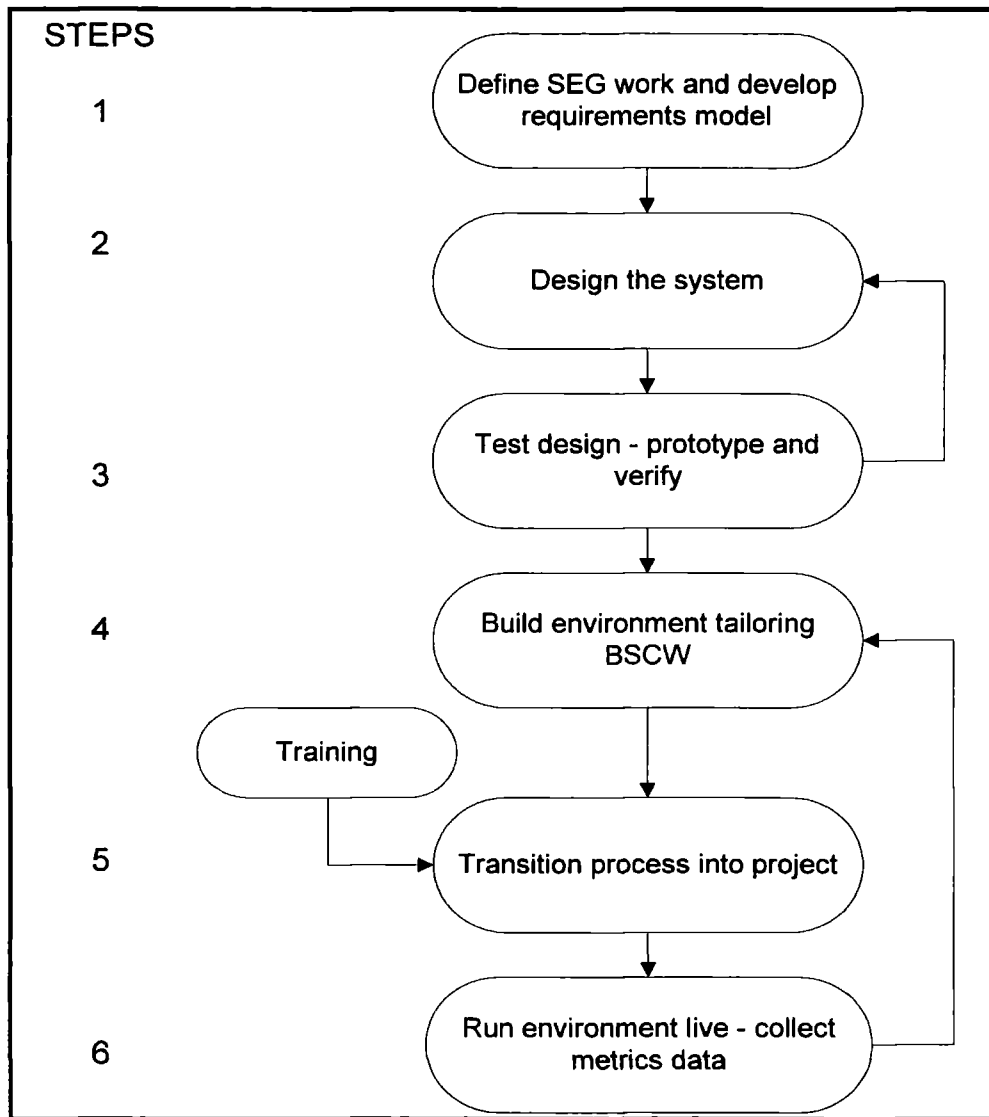 STEPS
1
Define SEG work and develop
requirements model
2
Design the system
3
Test design - prototype and
verify
4
Build environment tailoring
BSCW
Training
5
Transition process into project
6
Run environment live - collect
metrics data